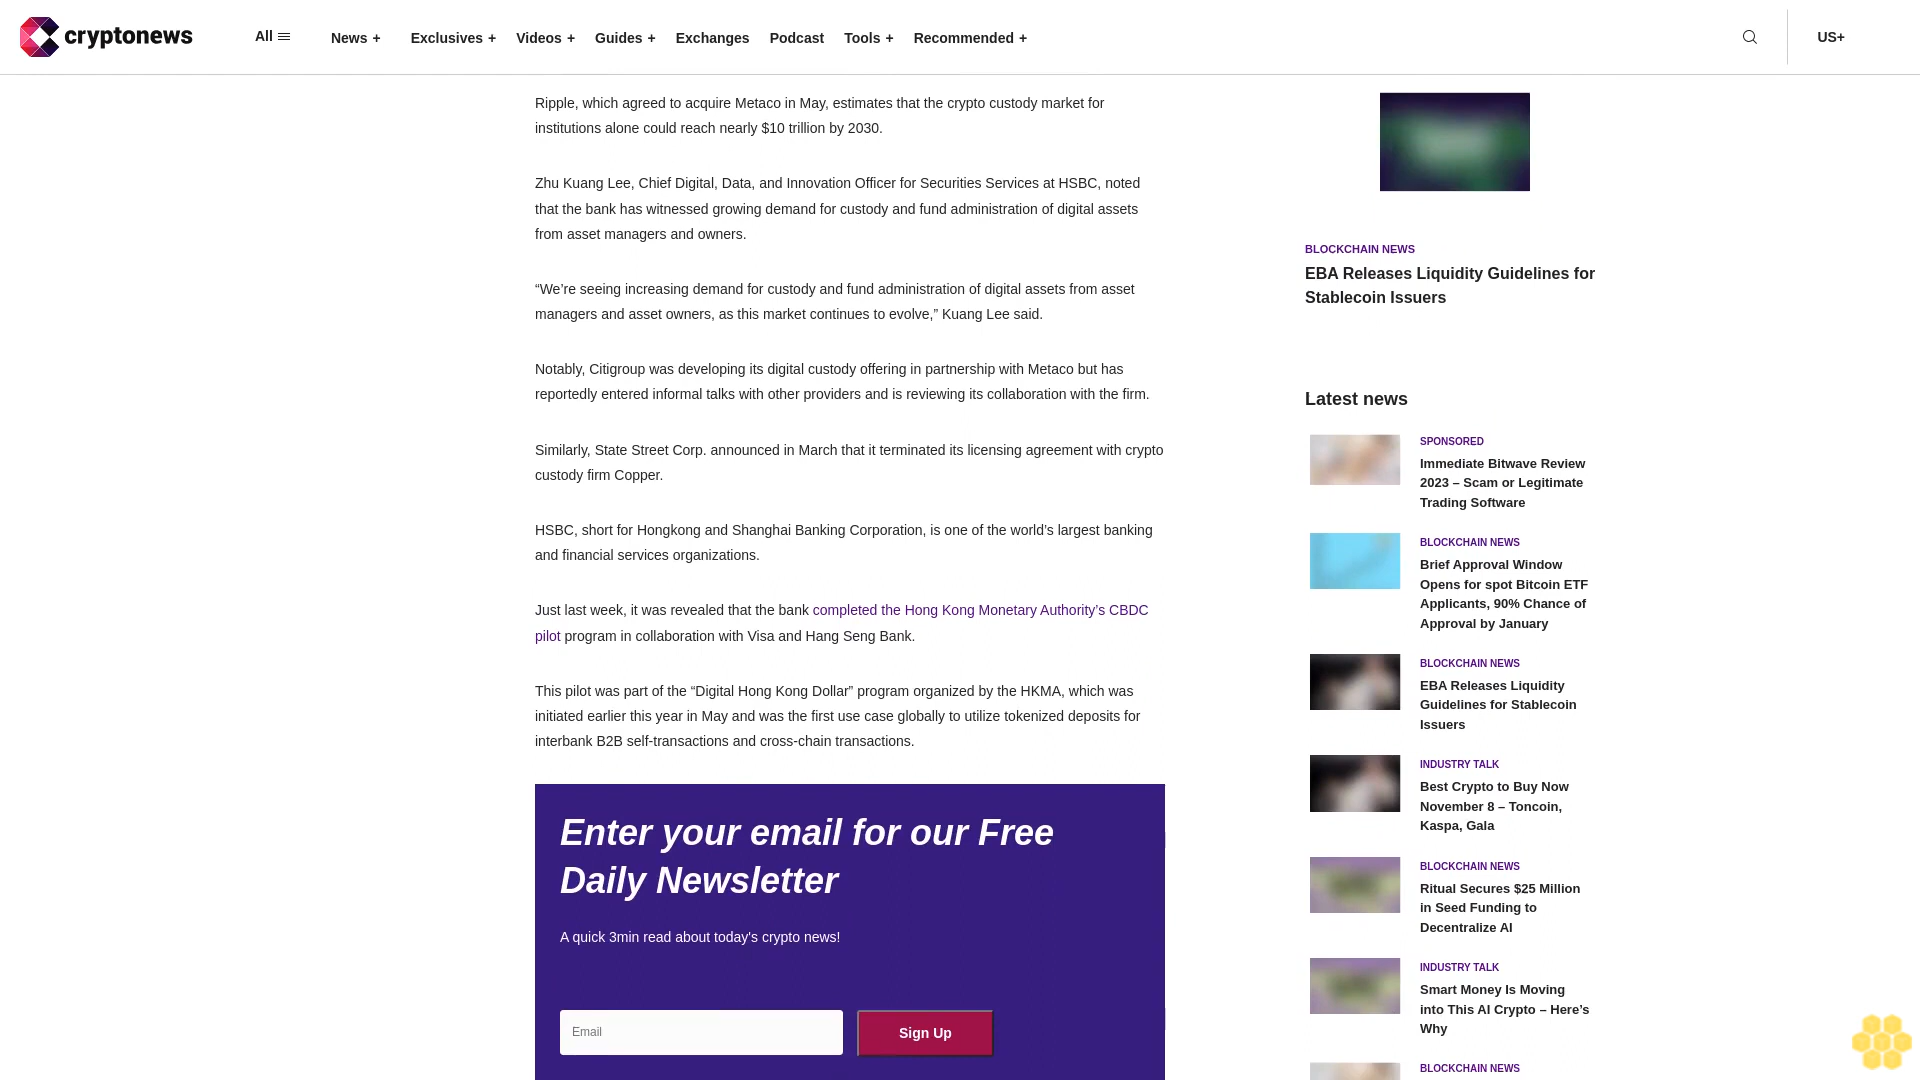 cryptonews
All
News +
Exclusives +
Videos +
Guides +
Exchanges
Podcast
Tools +
Recommended +
US+
Ripple, which agreed to acquire Metaco in May, estimates that the crypto custody market for
institutions alone could reach nearly $10 trillion by 2030.
Zhu Kuang Lee, Chief Digital, Data, and Innovation Officer for Securities Services at HSBC, noted
that the bank has witnessed growing demand for custody and fund administration of digital assets
from asset managers and owners.
“We’re seeing increasing demand for custody and fund administration of digital assets from asset
managers and asset owners, as this market continues to evolve,” Kuang Lee said.
Notably, Citigroup was developing its digital custody offering in partnership with Metaco but has
reportedly entered informal talks with other providers and is reviewing its collaboration with the firm.
Similarly, State Street Corp. announced in March that it terminated its licensing agreement with crypto
custody firm Copper.
HSBC, short for Hongkong and Shanghai Banking Corporation, is one of the world’s largest banking
and financial services organizations.
Just last week, it was revealed that the bank completed the Hong Kong Monetary Authority’s CBDC
pilot program in collaboration with Visa and Hang Seng Bank.
This pilot was part of the “Digital Hong Kong Dollar” program organized by the HKMA, which was
initiated earlier this year in May and was the first use case globally to utilize tokenized deposits for
interbank B2B self-transactions and cross-chain transactions.
Enter your email for our Free
Daily Newsletter
A quick 3min read about today's crypto news!
Email
Sign Up
BLOCKCHAIN NEWS
EBA Releases Liquidity Guidelines for
Stablecoin Issuers
Latest news
SPONSORED
Immediate Bitwave Review
2023 – Scam or Legitimate
Trading Software
BLOCKCHAIN NEWS
Brief Approval Window
Opens for spot Bitcoin ETF
Applicants, 90% Chance of
Approval by January
BLOCKCHAIN NEWS
EBA Releases Liquidity
Guidelines for Stablecoin
Issuers
INDUSTRY TALK
Best Crypto to Buy Now
November 8 – Toncoin,
Kaspa, Gala
BLOCKCHAIN NEWS
Ritual Secures $25 Million
in Seed Funding to
Decentralize AI
INDUSTRY TALK
Smart Money Is Moving
into This AI Crypto – Here’s
Why
BLOCKCHAIN NEWS